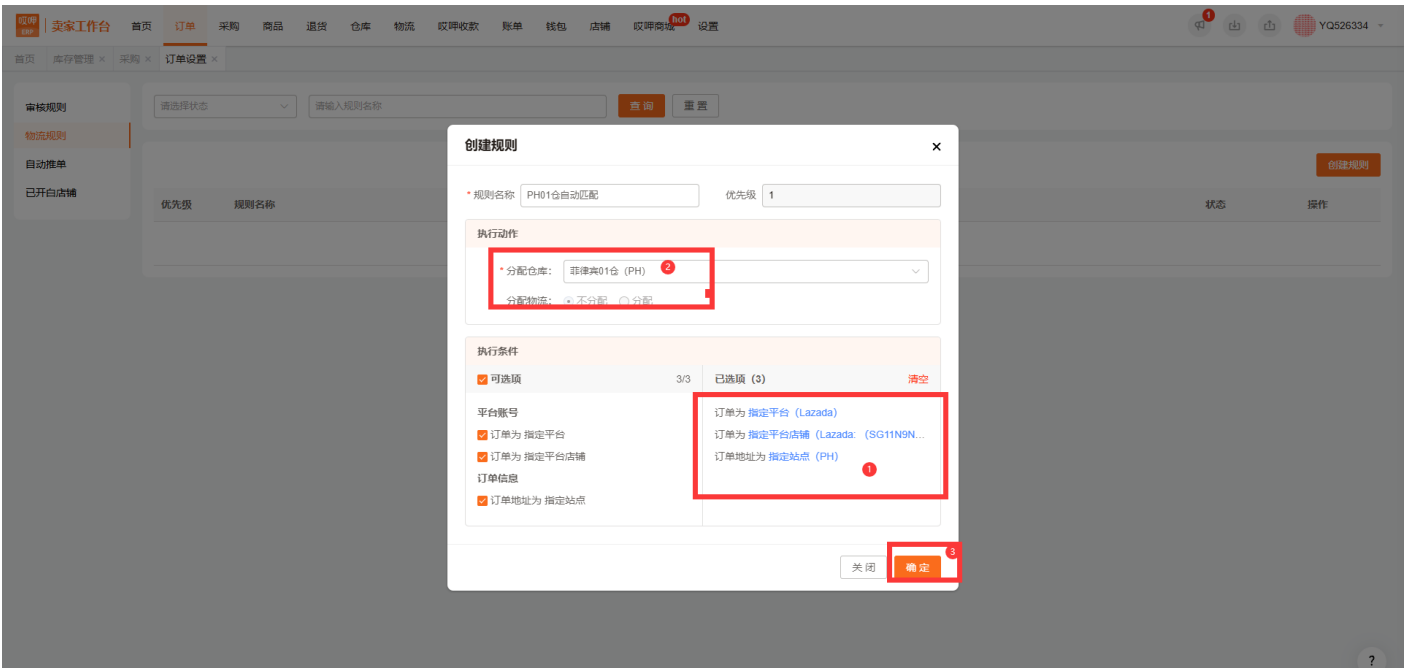 哎呷 ERP 卖家工作台 首页 订单 采购 商品 退货 仓库 物流 哎呷收款 账单 钱包 店铺 哎呷商城 hot 设置 1 YQ526334
首页 库存管理 × 采购 × 订单设置 ×
审核规则
物流规则
自动推单
已开白店铺
请选择状态 请输入规则名称 查询 重置
创建规则
优先级 规则名称 状态 操作
创建规则 ×
* 规则名称 PH01仓自动匹配 优先级 1
执行动作
* 分配仓库： 菲律宾01仓（PH） 2
分配物流： 不分配 分配
执行条件
可选项 3/3 已选项（3） 清空
平台账号
订单为 指定平台
订单为 指定平台店铺
订单信息
订单地址为 指定站点
订单为 指定平台（Lazada）
订单为 指定平台店铺（Lazada:（SG11N9N...
订单地址为 指定站点（PH）
1
关闭 确定 3
?